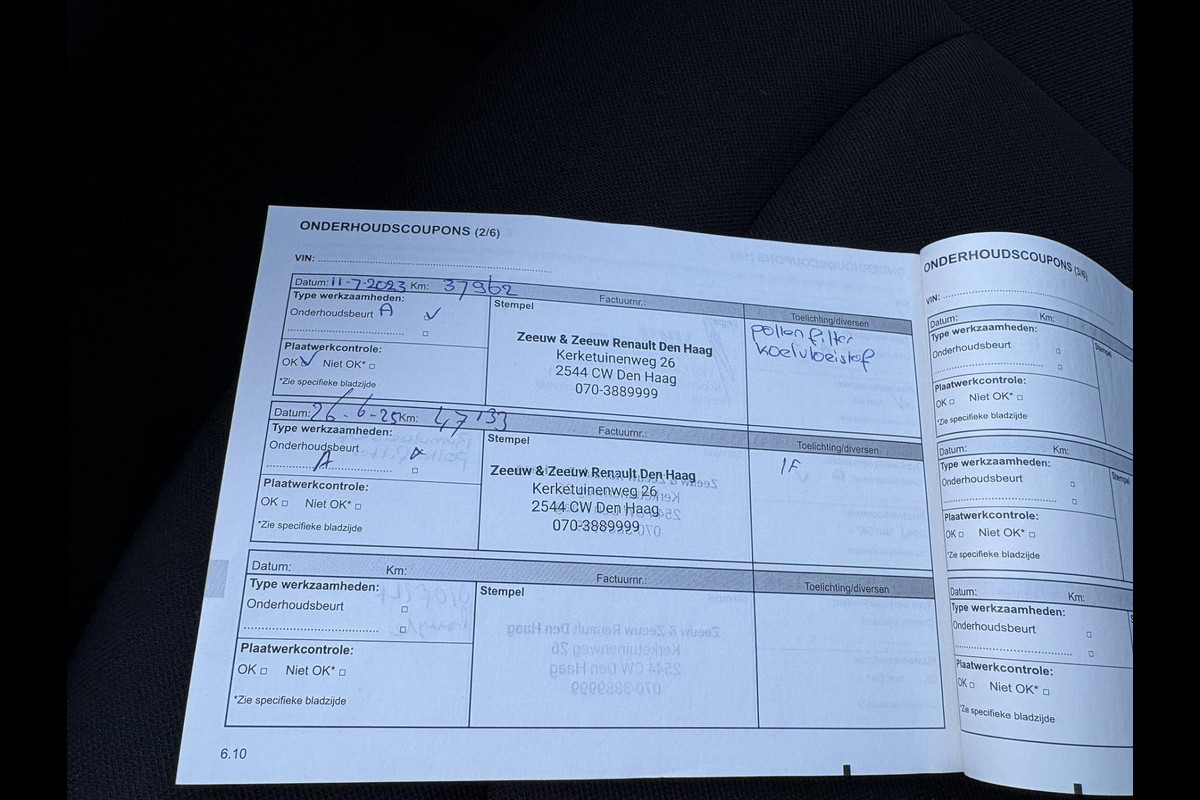 ONDERHOUDSCOUPONS (2/6)
VIN:
Datum: 11-7-2023 Km: 37962
Factuurnr.:
Type werkzaamheden:
Onderhoudsbeurt A
Plaatwerkcontrole:
OK Niet OK*
*Zie specifieke bladzijde
Stempel
Zeeuw & Zeeuw Renault Den Haag
Kerketuinenweg 26
2544 CW Den Haag
070-3889999
Toelichting/diversen
pollenfilter
koelvloeistof
Datum: 26-6-25 Km: 47133
Factuurnr.:
Type werkzaamheden:
Onderhoudsbeurt
A
Plaatwerkcontrole:
OK Niet OK*
*Zie specifieke bladzijde
Stempel
Zeeuw & Zeeuw Renault Den Haag
Kerketuinenweg 26
2544 CW Den Haag
070-3889999
Toelichting/diversen
IF
Datum: Km:
Factuurnr.:
Type werkzaamheden:
Onderhoudsbeurt
Plaatwerkcontrole:
OK Niet OK*
*Zie specifieke bladzijde
Stempel
Toelichting/diversen
6.10
ONDERHOUDSCOUPONS (3/6)
VIN:
Datum: Km:
Type werkzaamheden:
Onderhoudsbeurt
Plaatwerkcontrole:
OK Niet OK*
*Zie specifieke bladzijde
Stempel
Datum: Km:
Type werkzaamheden:
Onderhoudsbeurt
Plaatwerkcontrole:
OK Niet OK*
*Zie specifieke bladzijde
Stempel
Datum: Km:
Type werkzaamheden:
Onderhoudsbeurt
Plaatwerkcontrole:
OK Niet OK*
*Zie specifieke bladzijde